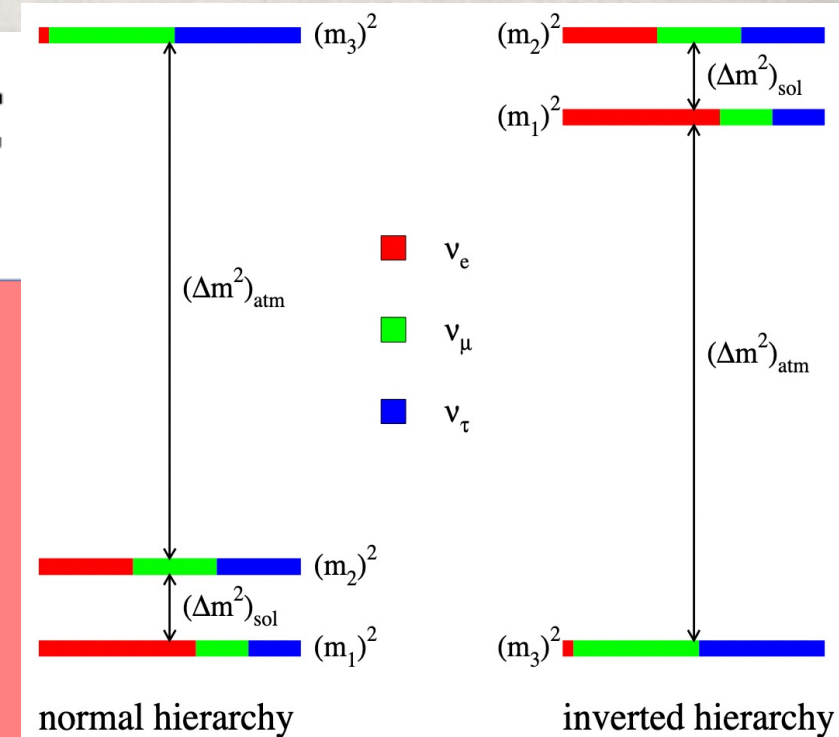 (m₃)²
(Δm²)atm
(m₂)²
(Δm²)sol
(m₁)²
normal hierarchy
νe
νμ
ντ
(m₂)²
(Δm²)sol
(m₁)²
(Δm²)atm
(m₃)²
inverted hierarchy